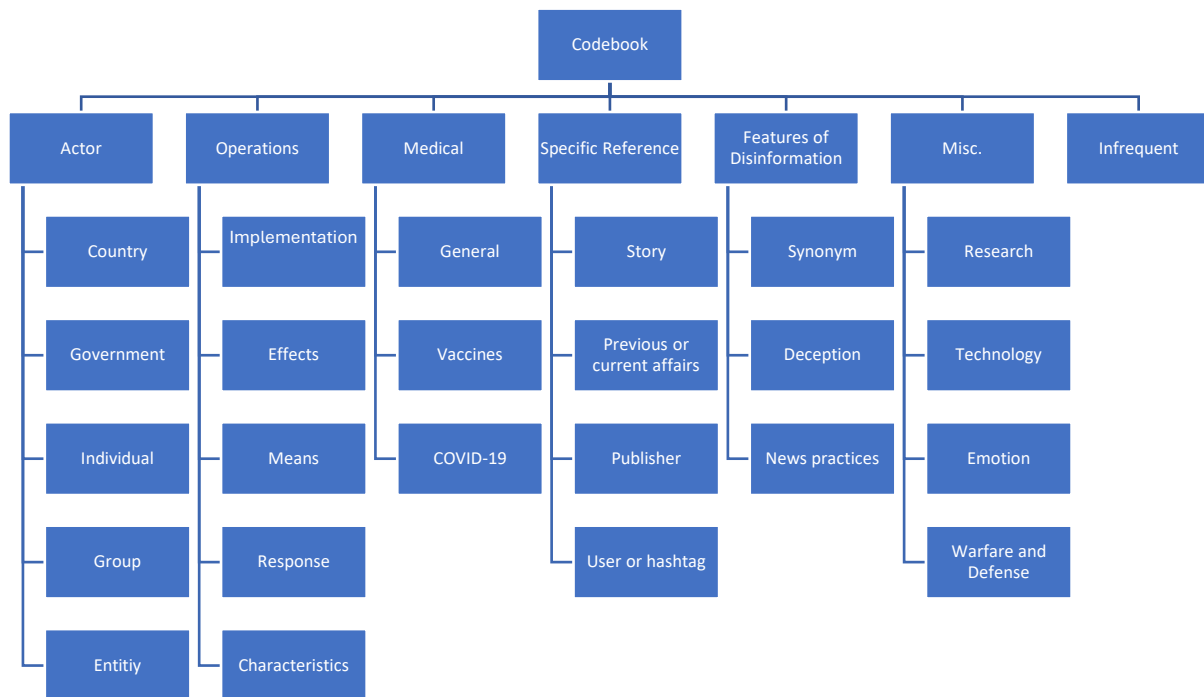 Codebook
Actor
Operations
Medical
Specific Reference
Features of
Disinformation
Misc.
Infrequent
Country
Implementation
General
Story
Synonym
Research
Government
Effects
Vaccines
Previous or
current affairs
Deception
Technology
Individual
Means
COVID-19
Publisher
News practices
Emotion
Group
Response
User or hashtag
Warfare and
Defense
Entitiy
Characteristics